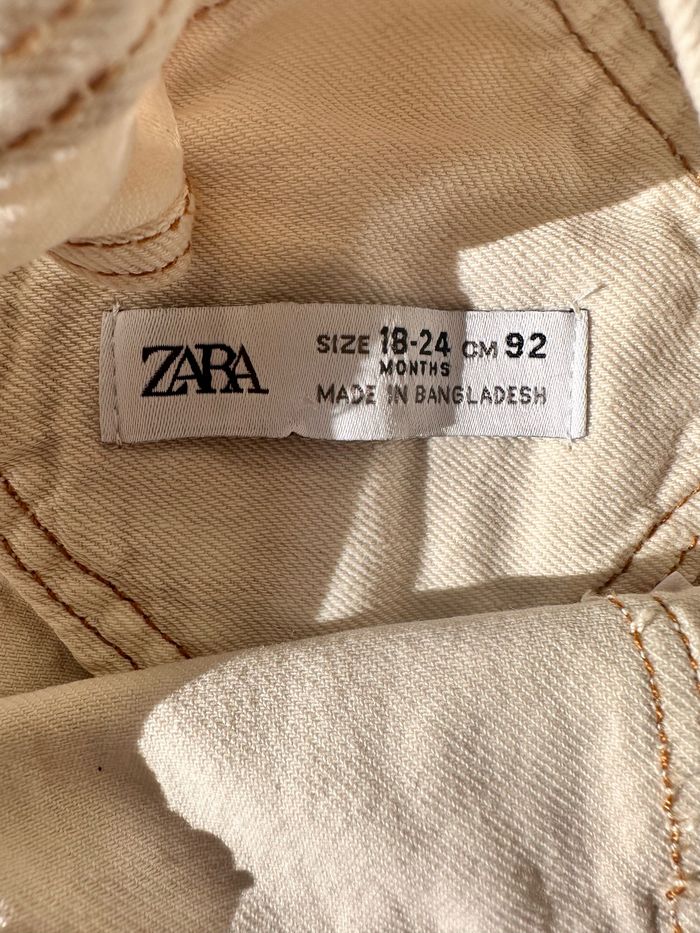 ZARA
SIZE 18-24 MONTHS CM 92
MADE IN BANGLADESH